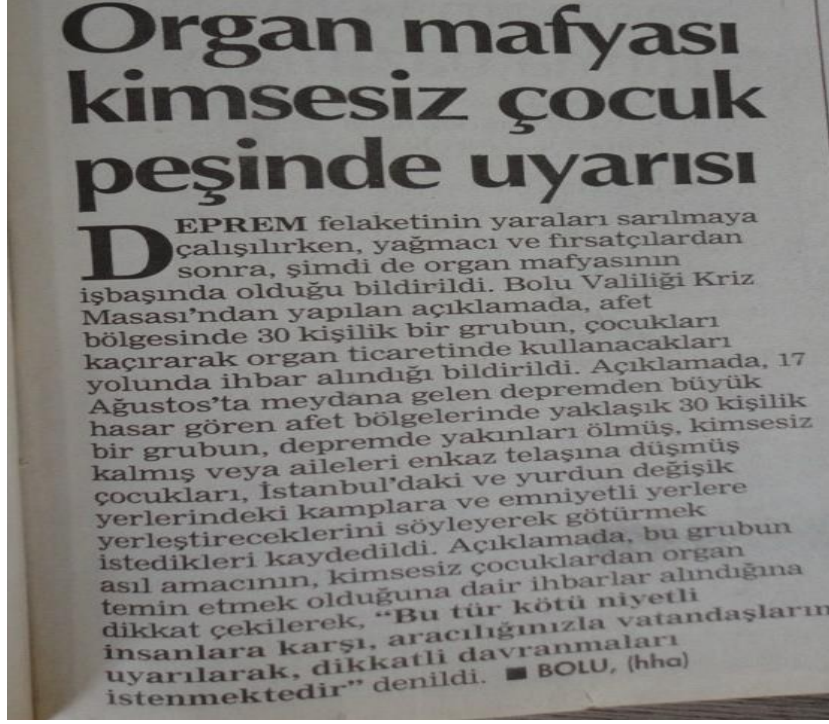 Organ mafyası
kimsesiz çocuk
peşinde uyarısı
DEPREM felaketinin yaraları sarılmaya
çalışılırken, yağmacı ve fırsatçılardan
sonra, şimdi de organ mafyasının
işbaşında olduğu bildirildi. Bolu Valiliği Kriz
Masası'ndan yapılan açıklamada, afet
bölgesinde 30 kişilik bir grubun, çocukları
kaçırarak organ ticaretinde kullanacakları
yolunda ihbar alındığı bildirildi. Açıklamada, 17
Ağustos'ta meydana gelen depremden büyük
hasar gören afet bölgelerinde yaklaşık 30 kişilik
bir grubun, depremde yakınları ölmüş, kimsesiz
kalmış veya aileleri enkaz telaşına düşmüş
çocukları, İstanbul'daki ve yurdun değişik
yerlerindeki kamplara ve emniyetli yerlere
yerleştireceklerini söyleyerek götürmek
istedikleri kaydedildi. Açıklamada, bu grubun
asıl amacının, kimsesiz çocuklardan organ
temin etmek olduğuna dair ihbarlar alındığına
dikkat çekilerek, “Bu tür kötü niyetli
insanlara karşı, aracılığınızla vatandaşların
uyarılarak, dikkatli davranmaları
istenmektedir” denildi. ■ BOLU, (hha)